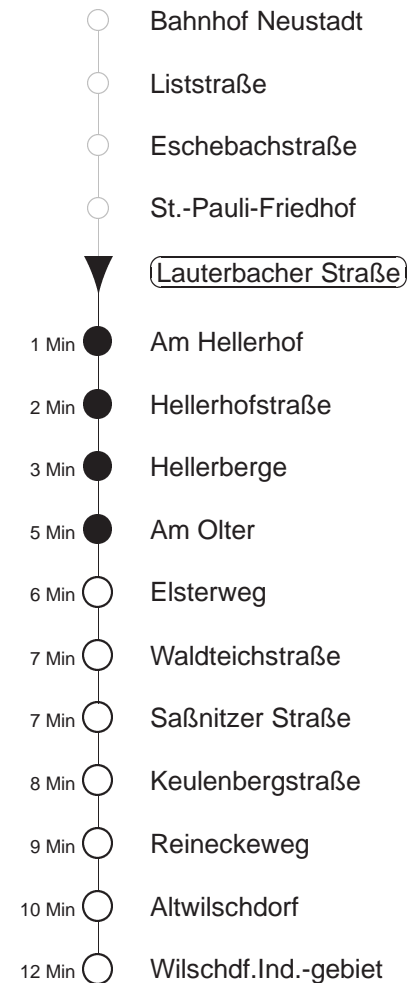 Bahnhof Neustadt
Liststraße
Eschebachstraße
St.-Pauli-Friedhof
Lauterbacher Straße
1 Min Am Hellerhof
2 Min Hellerhofstraße
3 Min Hellerberge
5 Min Am Olter
6 Min Elsterweg
7 Min Waldteichstraße
7 Min Saßnitzer Straße
8 Min Keulenbergstraße
9 Min Reineckeweg
10 Min Altwilschdorf
12 Min Wilschdf.Ind.-gebiet